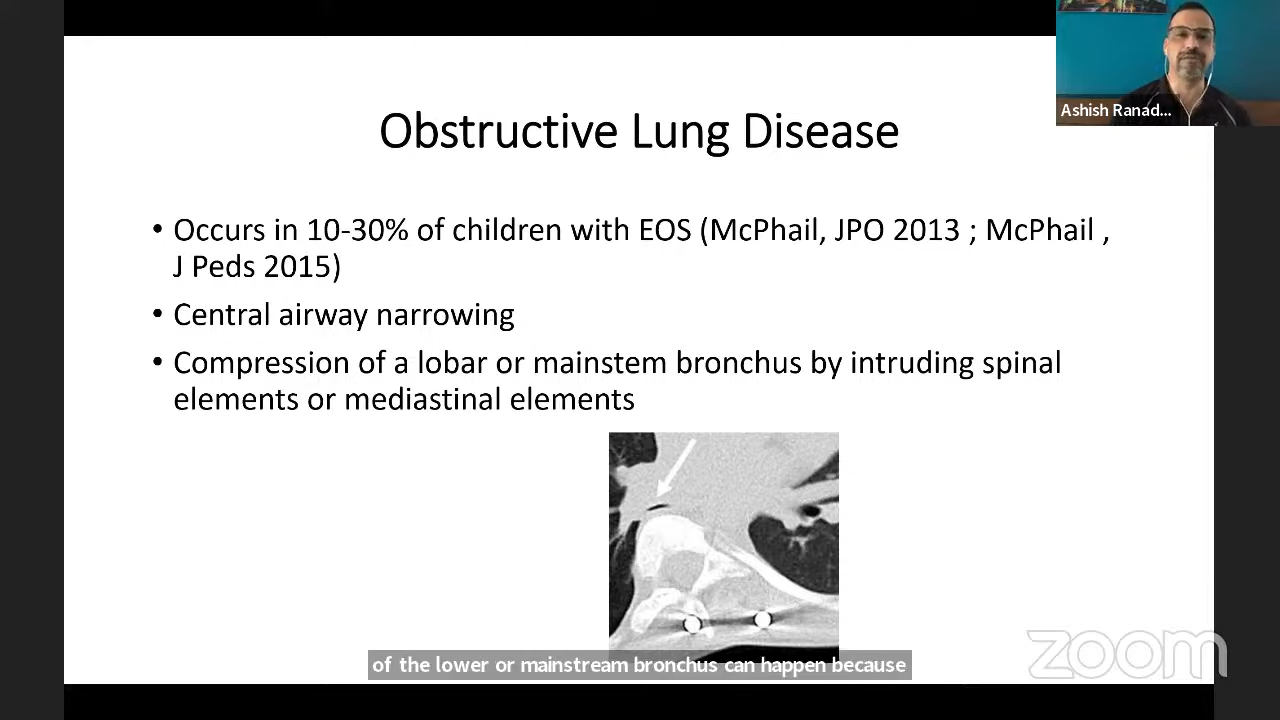 Ashish Ranad...
Obstructive Lung Disease
• Occurs in 10-30% of children with EOS (McPhail, JPO 2013 ; McPhail ,
J Peds 2015)
• Central airway narrowing
• Compression of a lobar or mainstem bronchus by intruding spinal
elements or mediastinal elements
of the lower or mainstream bronchus can happen because
zoom